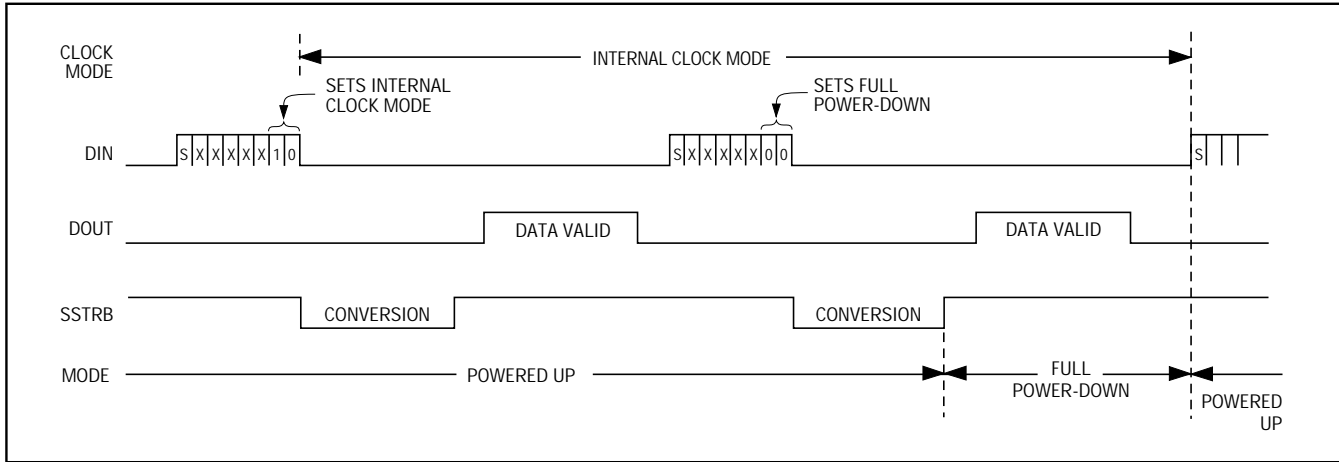 CLOCK
MODE
INTERNAL CLOCK MODE
SETS INTERNAL
CLOCK MODE
SETS FULL
POWER-DOWN
DIN
S X X X X X 1 0
S X X X X X 0 0
S
DOUT
DATA VALID
DATA VALID
SSTRB
CONVERSION
CONVERSION
MODE
POWERED UP
FULL
POWER-DOWN
POWERED
UP